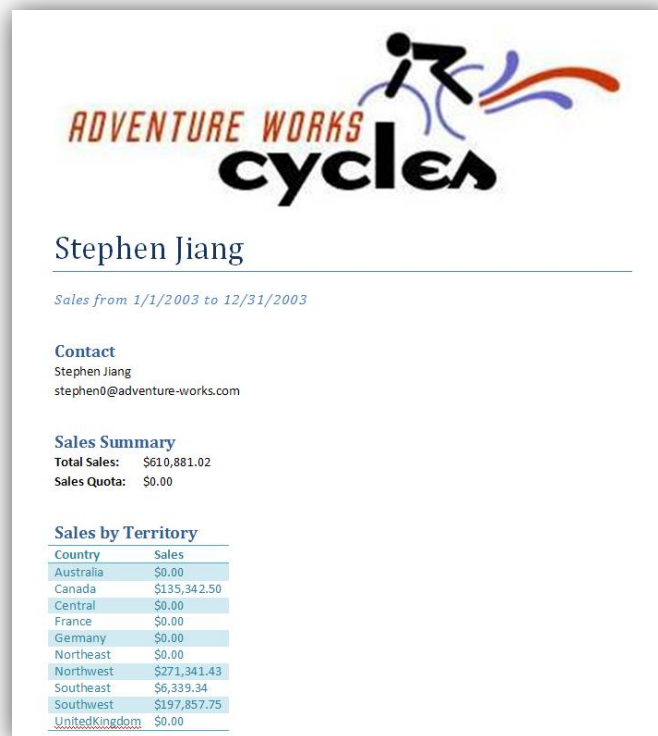 ADVENTURE WORKS
cycles
Stephen Jiang
Sales from 1/1/2003 to 12/31/2003
Contact
Stephen Jiang
stephen0@adventure-works.com
Sales Summary
Total Sales: $610,881.02
Sales Quota: $0.00
Sales by Territory
Country Sales
Australia $0.00
Canada $135,342.50
Central $0.00
France $0.00
Germany $0.00
Northeast $0.00
Northwest $271,341.43
Southeast $6,339.34
Southwest $197,857.75
UnitedKingdom $0.00